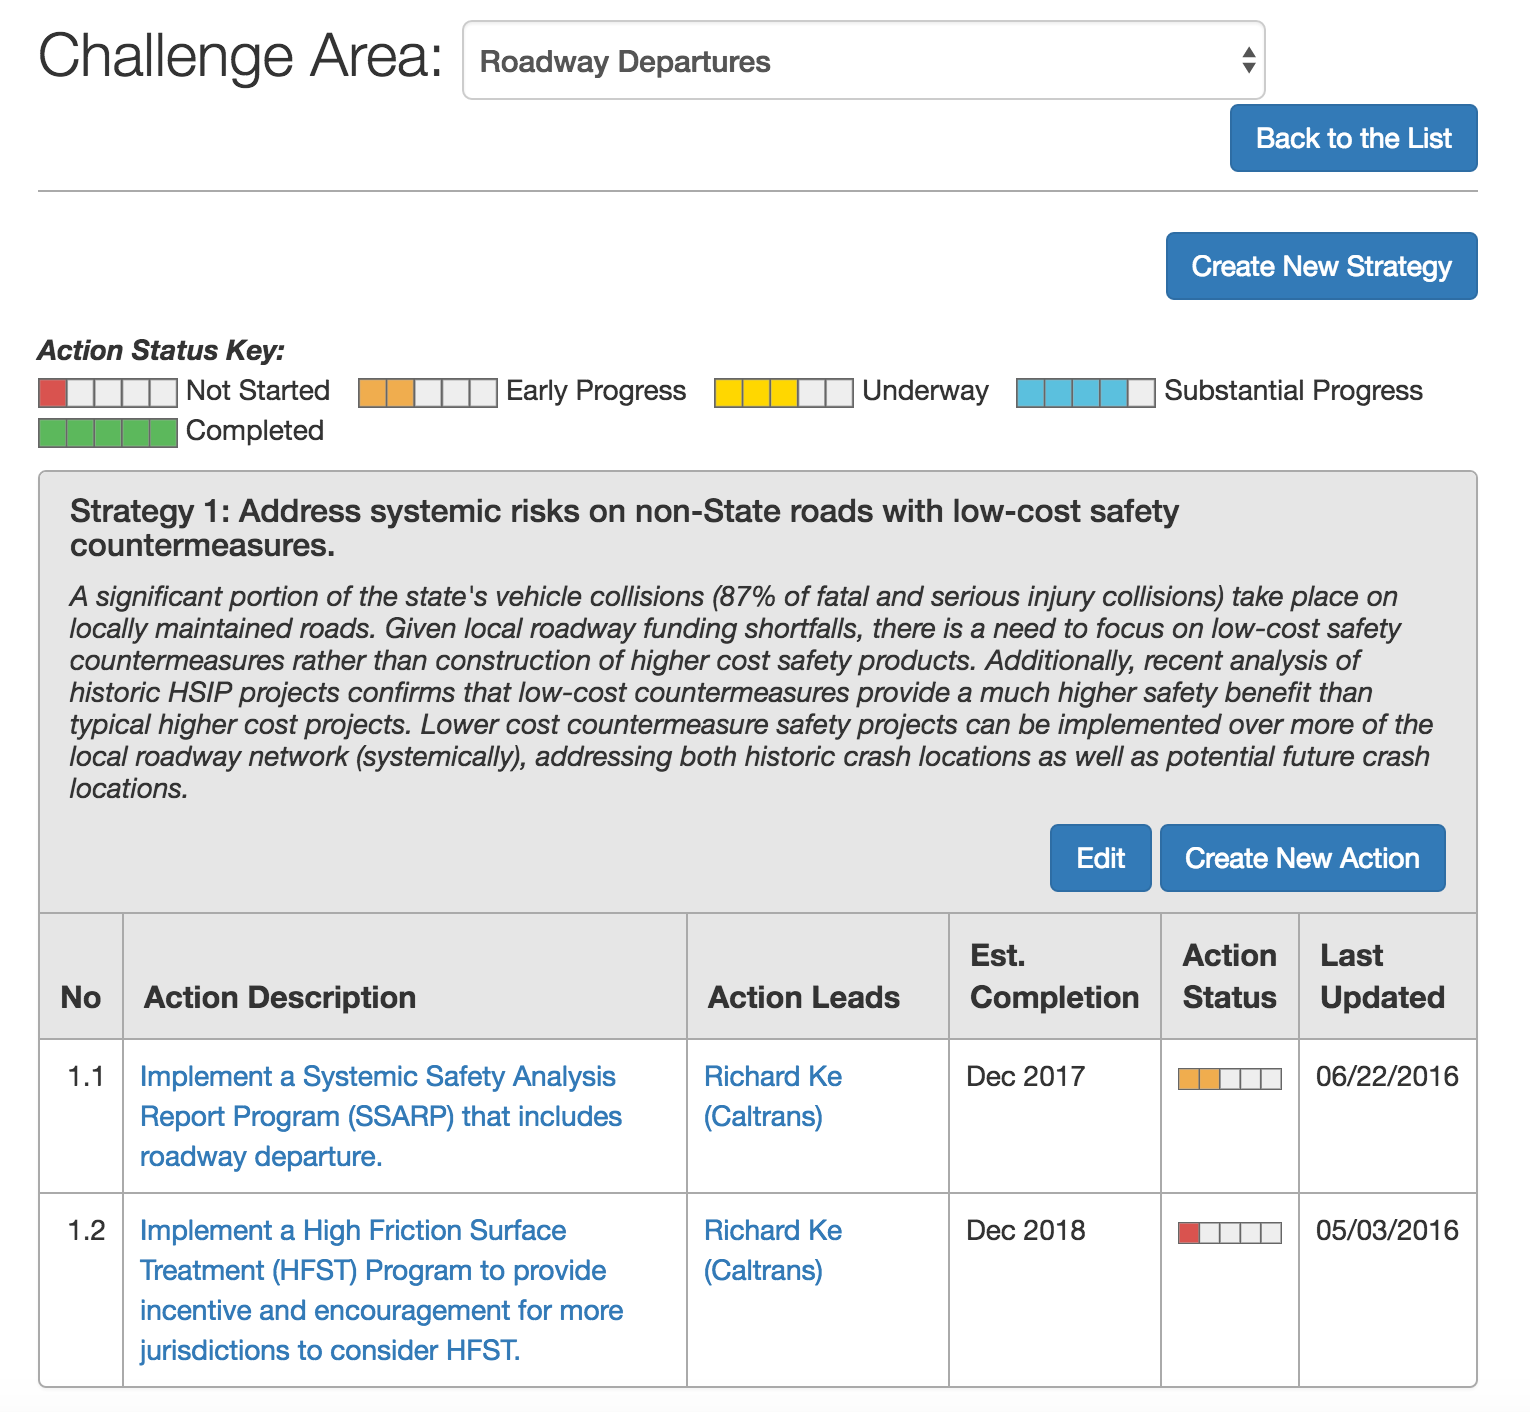 Challenge Area: Roadway Departures
Back to the List
Create New Strategy
Action Status Key:
Not Started Early Progress Underway Substantial Progress
Completed
Strategy 1: Address systemic risks on non-State roads with low-cost safety
countermeasures.
A significant portion of the state's vehicle collisions (87% of fatal and serious injury collisions) take place on
locally maintained roads. Given local roadway funding shortfalls, there is a need to focus on low-cost safety
countermeasures rather than construction of higher cost safety products. Additionally, recent analysis of
historic HSIP projects confirms that low-cost countermeasures provide a much higher safety benefit than
typical higher cost projects. Lower cost countermeasure safety projects can be implemented over more of the
local roadway network (systemically), addressing both historic crash locations as well as potential future crash
locations.
Edit Create New Action
No Action Description Action Leads Est. Completion Action Status Last Updated
1.1 Implement a Systemic Safety Analysis Richard Ke Dec 2017 06/22/2016
Report Program (SSARP) that includes (Caltrans)
roadway departure.
1.2 Implement a High Friction Surface Richard Ke Dec 2018 05/03/2016
Treatment (HFST) Program to provide (Caltrans)
incentive and encouragement for more
jurisdictions to consider HFST.